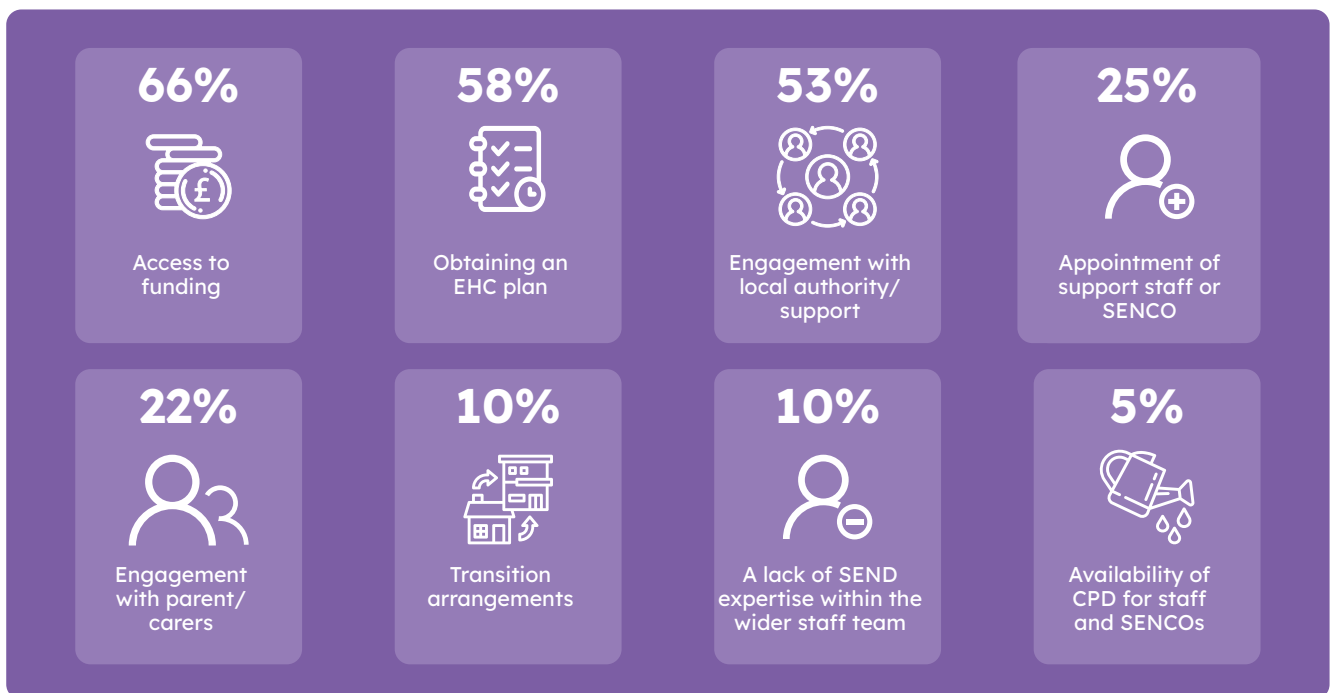 66%
Access to
funding
58%
Obtaining an
EHC plan
53%
Engagement with
local authority/
support
25%
Appointment of
support staff or
SENCO
22%
Engagement
with parent/
carers
10%
Transition
arrangements
10%
A lack of SEND
expertise within the
wider staff team
5%
Availability of
CPD for staff
and SENCOs